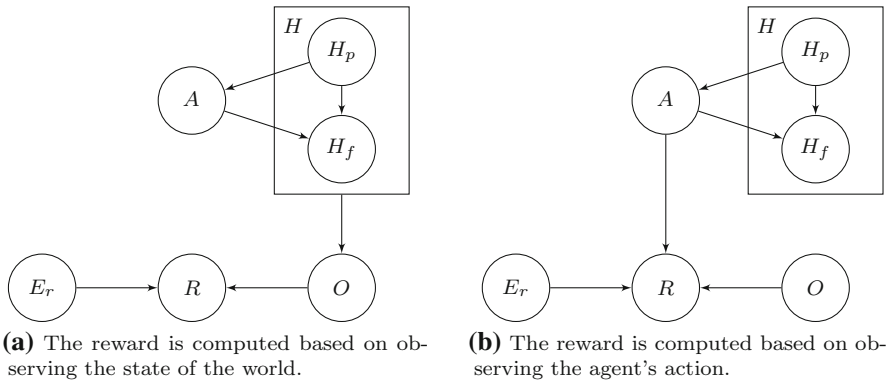 H
H_p
A
H_f
E_r
R
O
(a) The reward is computed based on ob-
serving the state of the world.
H
H_p
A
H_f
E_r
R
O
(b) The reward is computed based on ob-
serving the agent's action.